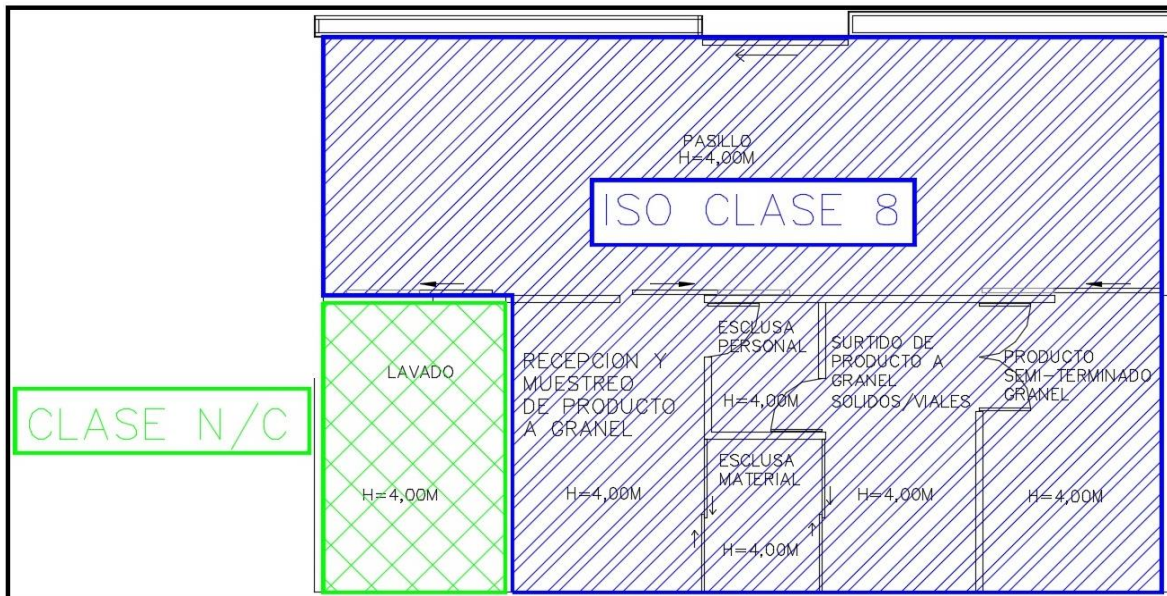 PASILLO
H=4,00M
ISO CLASE 8
CLASE N/C
LAVADO
H=4,00M
RECEPCION Y
MUESTREO
DE PRODUCTO
A GRANEL
H=4,00M
ESCLUSA
PERSONAL
H=4,00M
ESCLUSA
MATERIAL
H=4,00M
SURTIDO DE
PRODUCTO A
GRANEL
SOLIDOS/VIALES
H=4,00M
PRODUCTO
SEMI-TERMINADO
GRANEL
H=4,00M